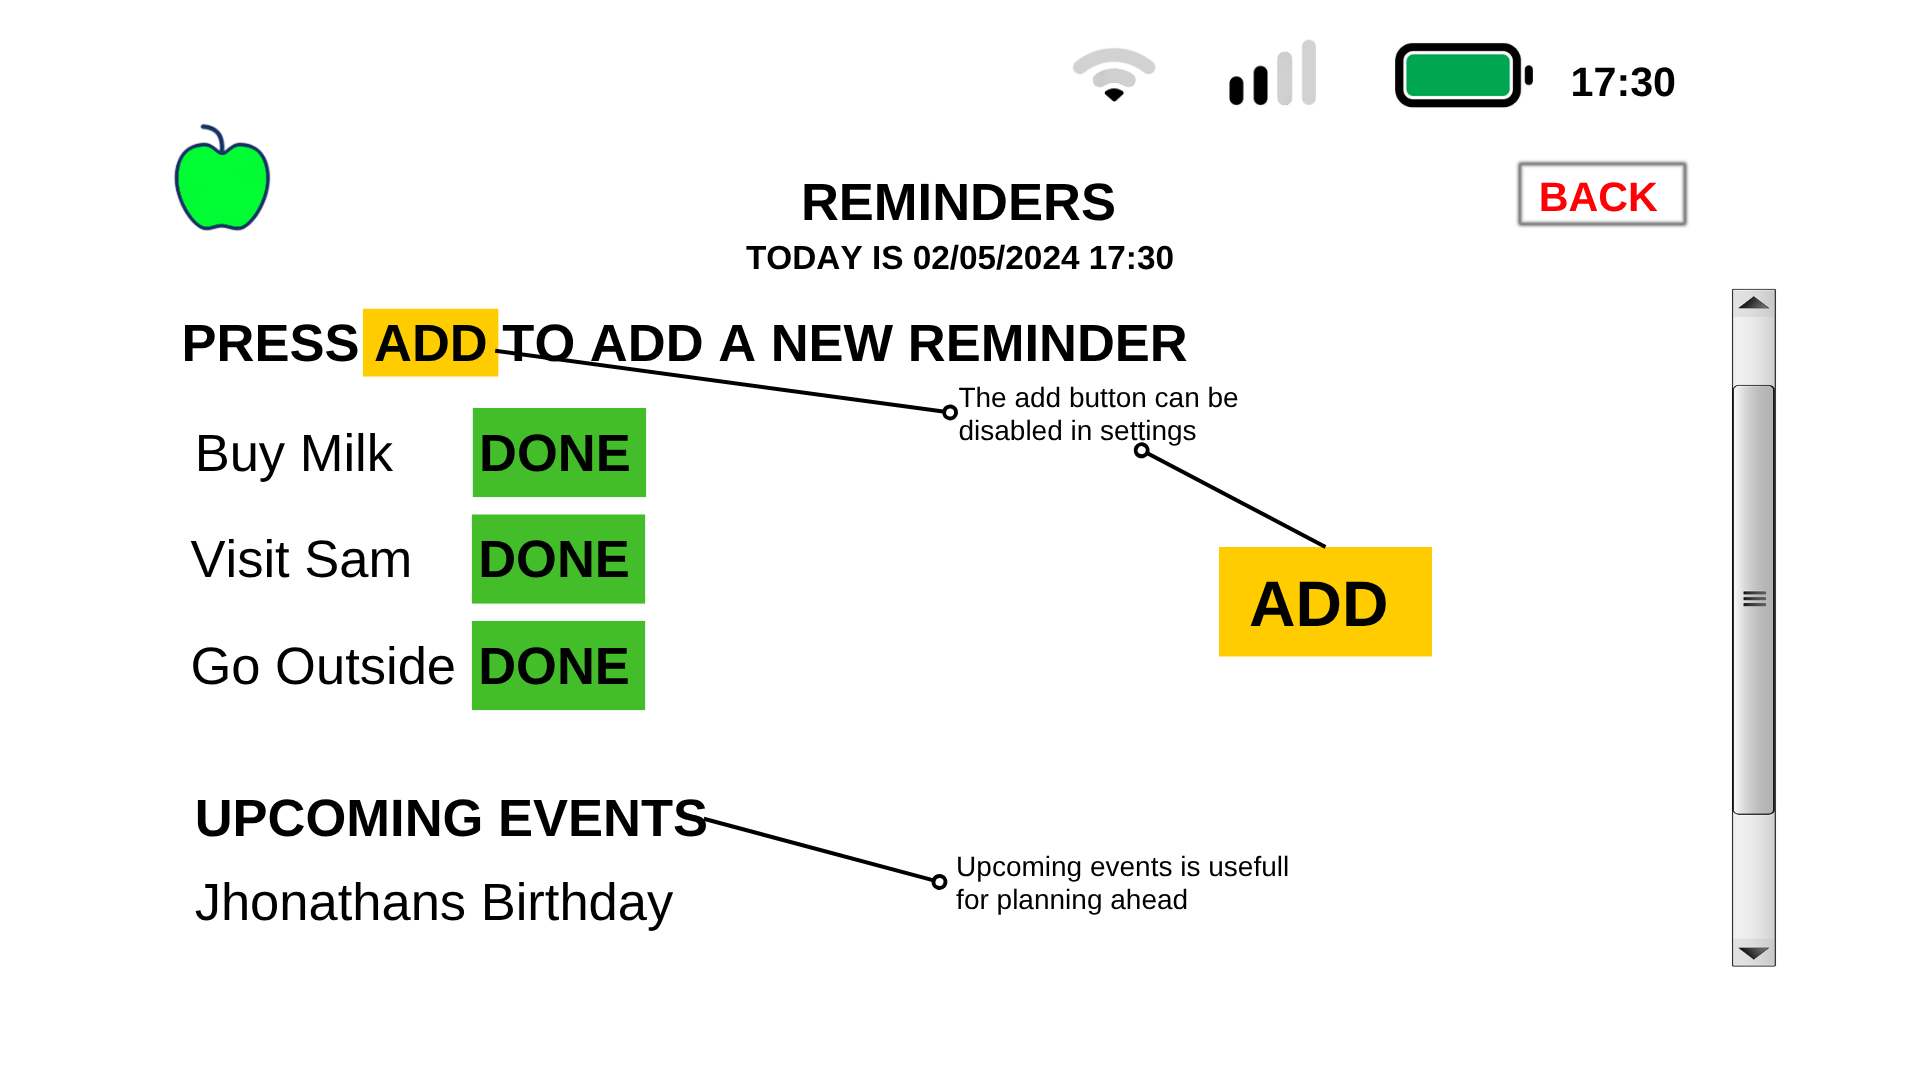 17:30
BACK
REMINDERS
TODAY IS 02/05/2024 17:30
PRESS ADD TO ADD A NEW REMINDER
The add button can be
disabled in settings
Buy Milk DONE
Visit Sam DONE
ADD
Go Outside DONE
UPCOMING EVENTS
Upcoming events is usefull
for planning ahead
Jhonathans Birthday